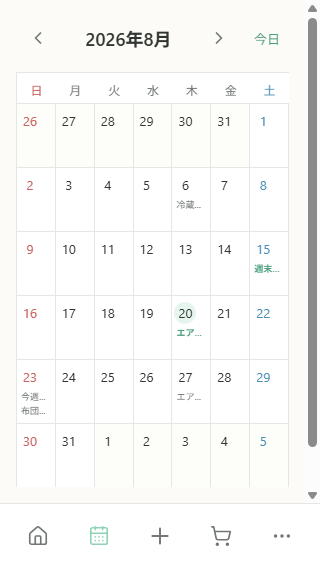 2026年8月 今日
日 月 火 水 木 金 土
26 27 28 29 30 31 1
2 3 4 5 6 7 8
冷蔵...
9 10 11 12 13 14 15
週末...
16 17 18 19 20 21 22
エア...
23 24 25 26 27 28 29
今週... エア...
布団...
30 31 1 2 3 4 5